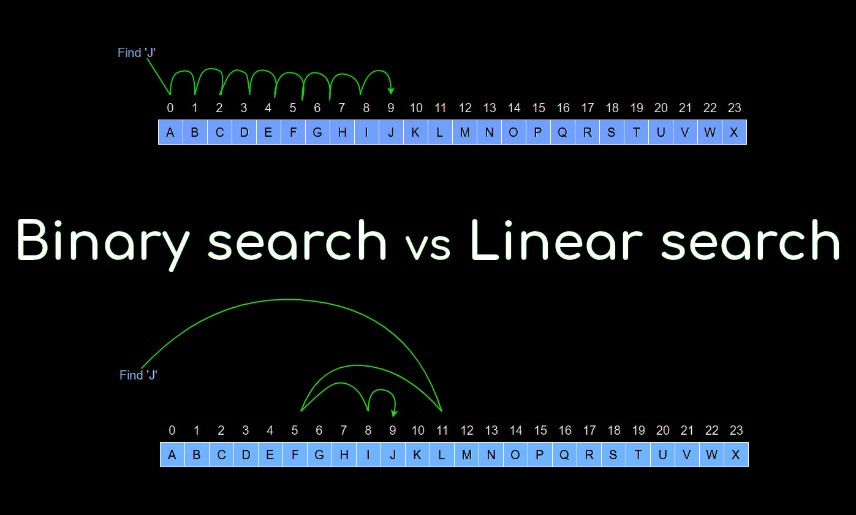 Find 'J'
0 1 2 3 4 5 6 7 8 9 10 11 12 13 14 15 16 17 18 19 20 21 22 23
A B C D E F G H I J K L M N O P Q R S T U V W X
Binary search vs Linear search
Find 'J'
0 1 2 3 4 5 6 7 8 9 10 11 12 13 14 15 16 17 18 19 20 21 22 23
A B C D E F G H I J K L M N O P Q R S T U V W X